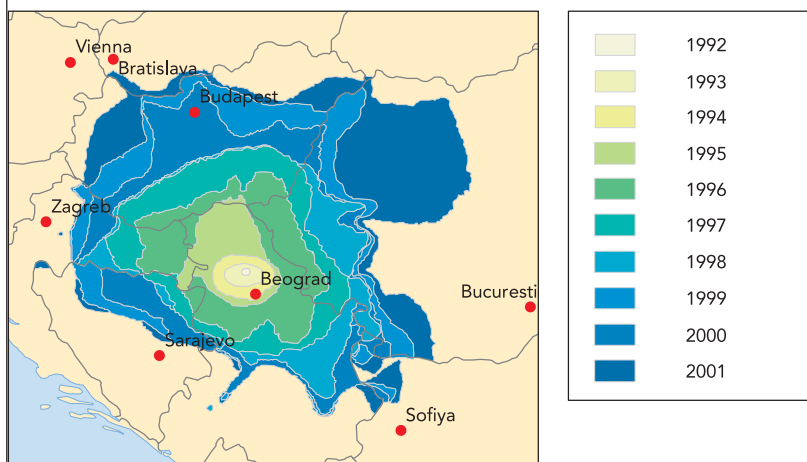 Vienna
Bratislava
Budapest
Zagreb
Beograd
Bucuresti
Sarajevo
Sofiya
1992
1993
1994
1995
1996
1997
1998
1999
2000
2001